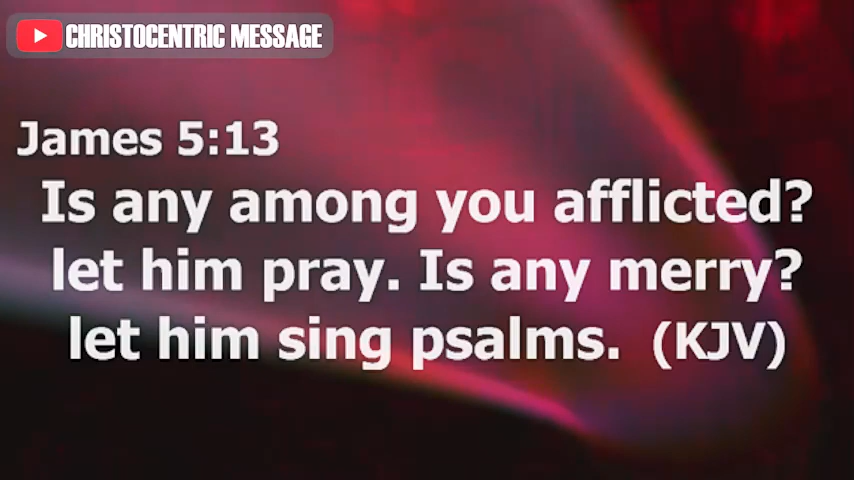 CHRISTOCENTRIC MESSAGE
James 5:13
Is any among you afflicted?
let him pray. Is any merry?
let him sing psalms. (KJV)